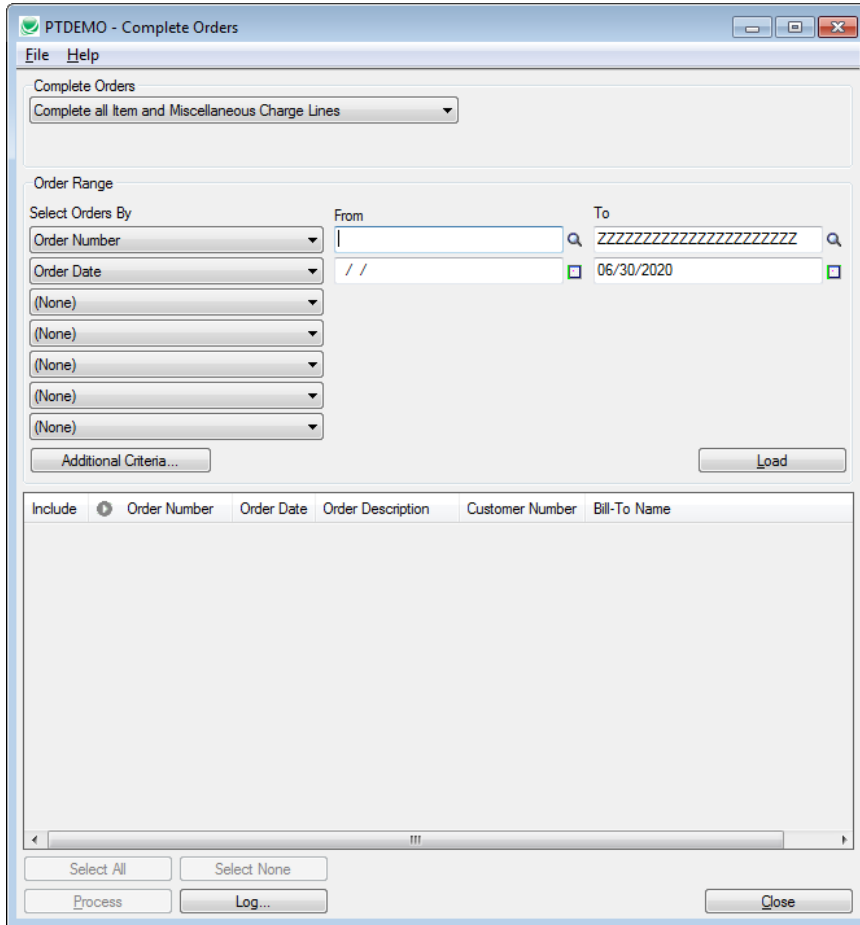 PTDEMO - Complete Orders
File Help
Complete Orders
Complete all Item and Miscellaneous Charge Lines
Order Range
Select Orders By From To
Order Number ZZZZZZZZZZZZZZZZZZZZZZ
Order Date / / 06/30/2020
(None)
(None)
(None)
(None)
(None)
Additional Criteria... Load
Include Order Number Order Date Order Description Customer Number Bill-To Name
Select All Select None
Process Log... Close